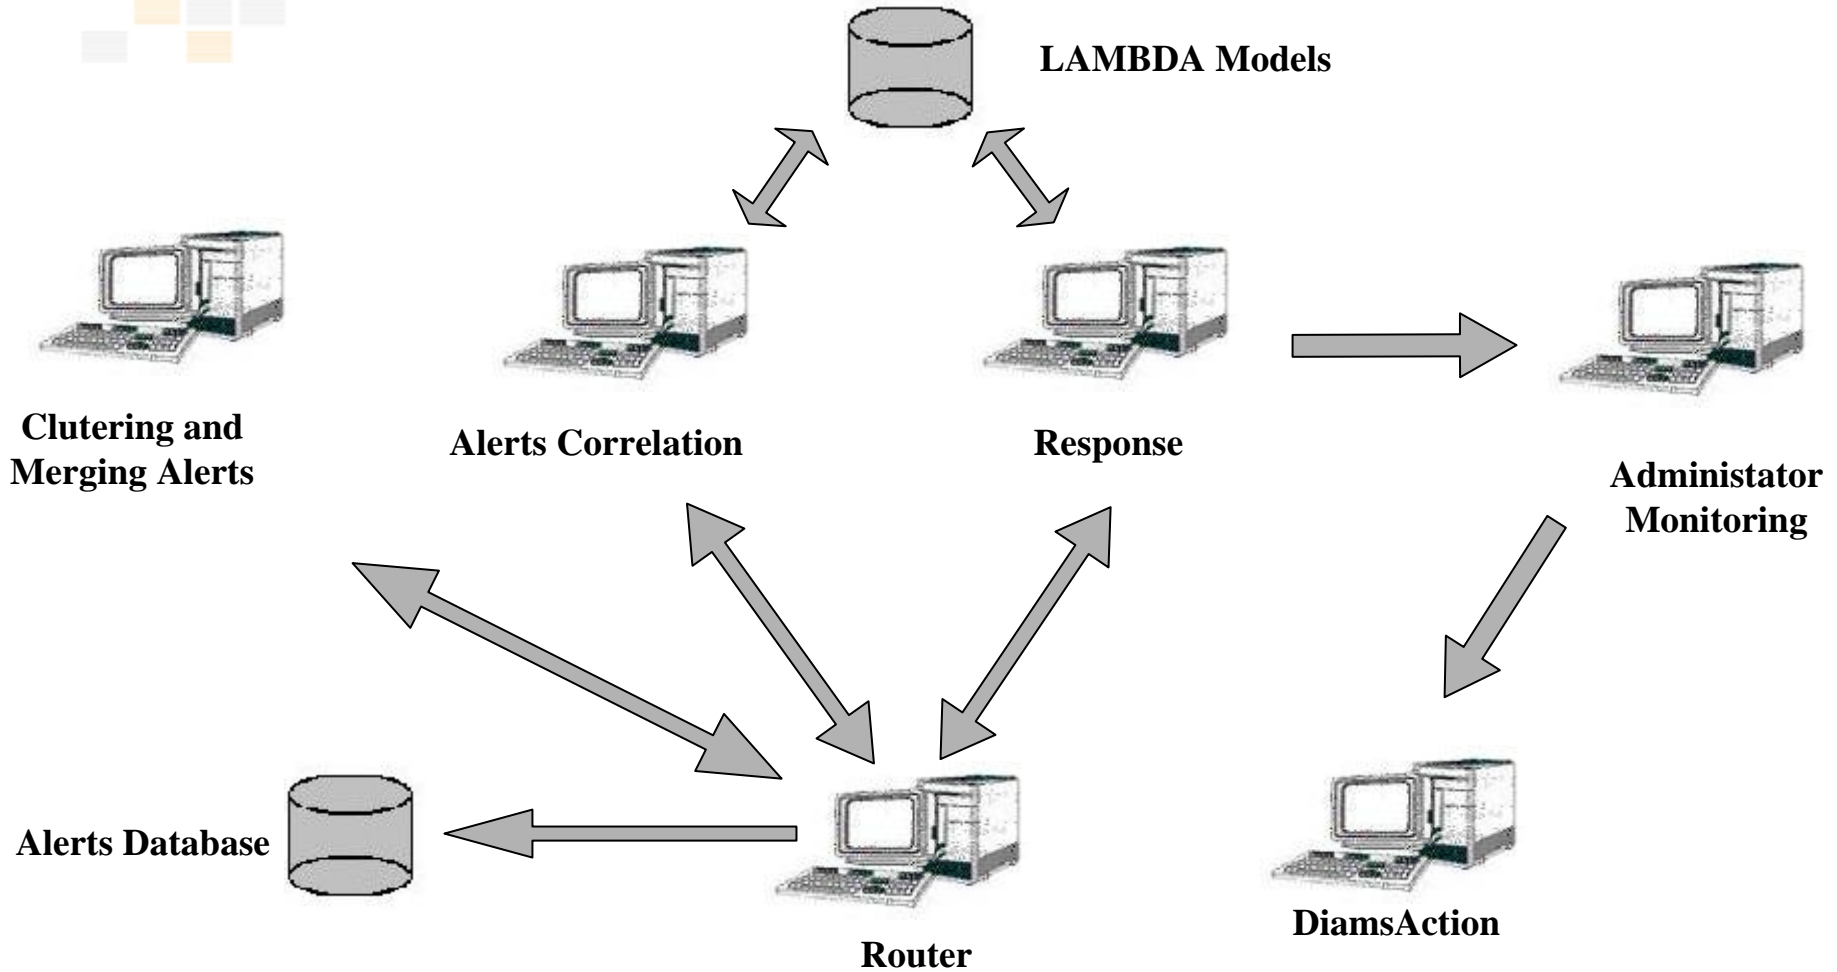 LAMBDA Models
Clutering and
Merging Alerts
Alerts Correlation
Response
Administator
Monitoring
Alerts Database
Router
DiamsAction